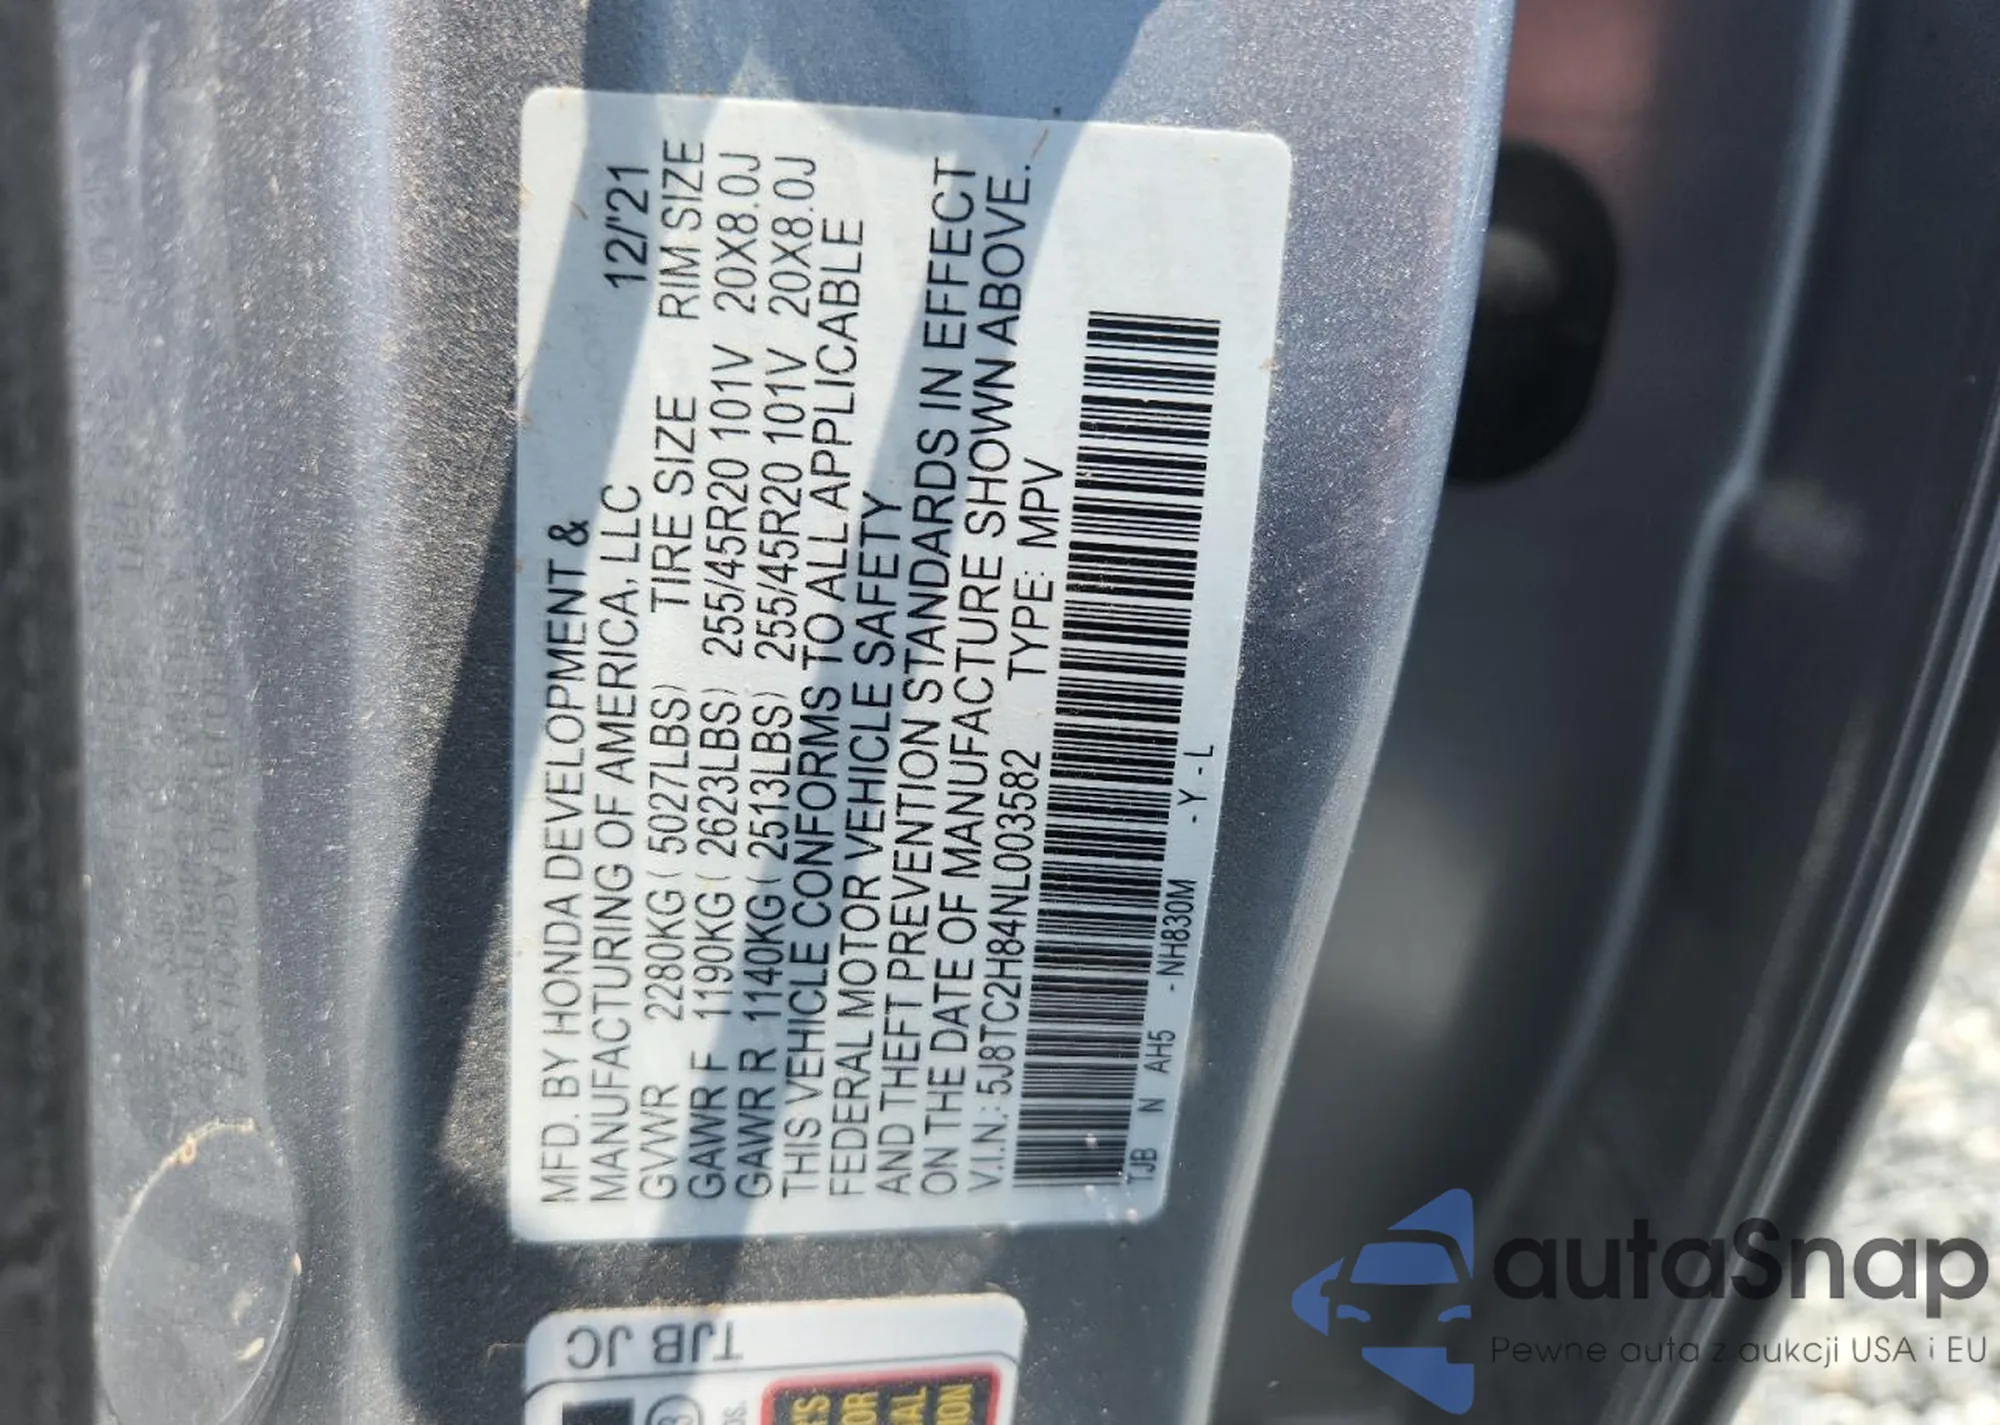 MFD. BY HONDA DEVELOPMENT &
MANUFACTURING OF AMERICA, LLC 12/'21
GVWR 2280KG ( 5027LBS) TIRE SIZE RIM SIZE
GAWR F 1190KG ( 2623LBS) 255/45R20 101V 20X8.0J
GAWR R 1140KG ( 2513LBS) 255/45R20 101V 20X8.0J
THIS VEHICLE CONFORMS TO ALL APPLICABLE
FEDERAL MOTOR VEHICLE SAFETY
AND THEFT PREVENTION STANDARDS IN EFFECT
ON THE DATE OF MANUFACTURE SHOWN ABOVE.
V.I.N.: 5J8TC2H84NL003582 TYPE: MPV
TJB N AH5 - NH830M - Y - L
TJB JC
autaSnap
Pewne auta z aukcji USA i EU